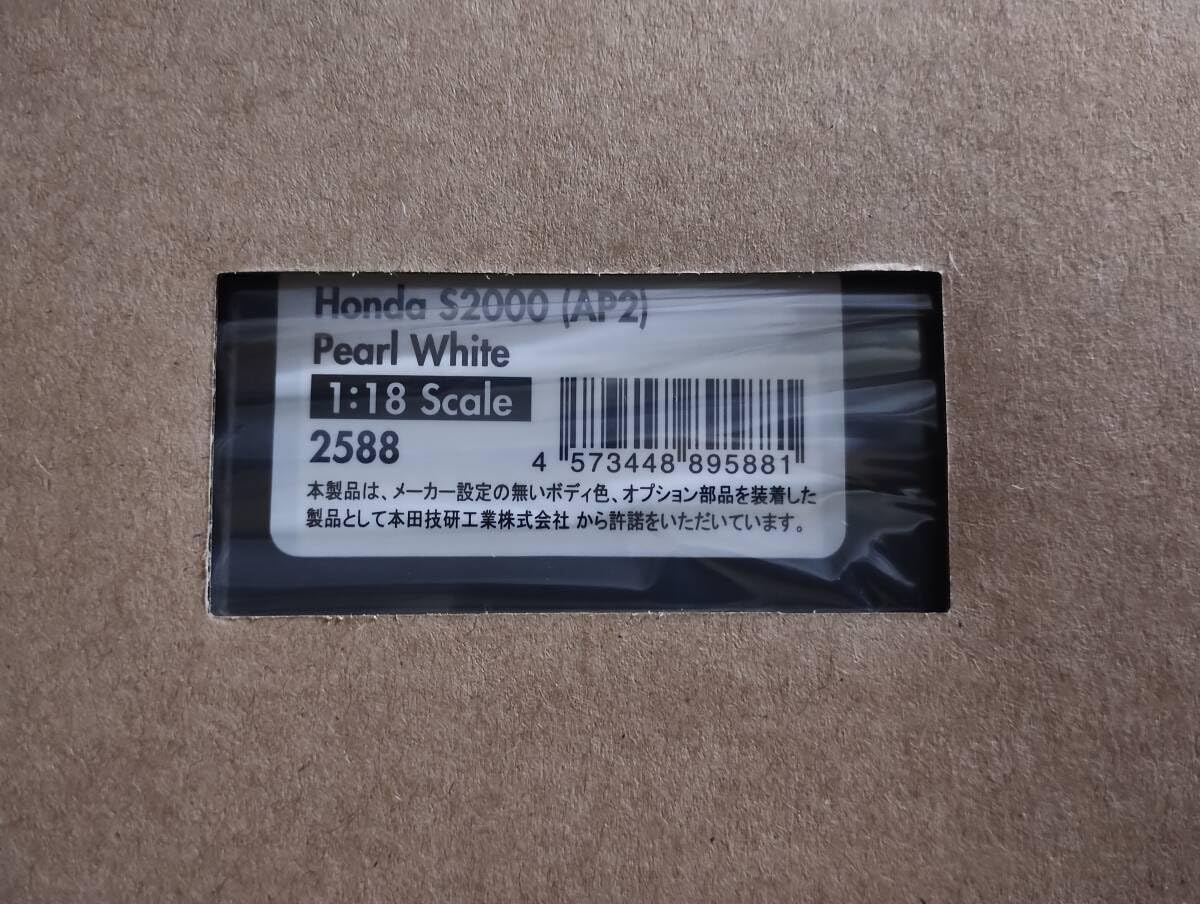 Honda S2000 (AP2)
Pearl White
1:18 Scale
2588
4 573448 895881
本製品は、メーカー設定の無いボディ色、オプション部品を装着した
製品として本田技研工業株式会社 から許諾をいただいています。